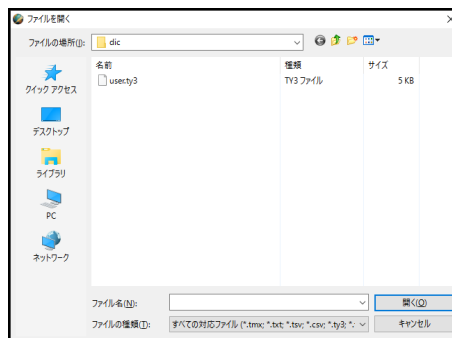 ファイルを開く
ファイルの場所(I):
dic
名前
種類
サイズ
user.ty3
TY3 ファイル
5 KB
クイック アクセス
デスクトップ
ライブラリ
PC
ネットワーク
ファイル名(N):
開く(O)
ファイルの種類(T):
すべての対応ファイル (*.tmx; *.txt; *.tsv; *.csv; *.ty3; *.
キャンセル